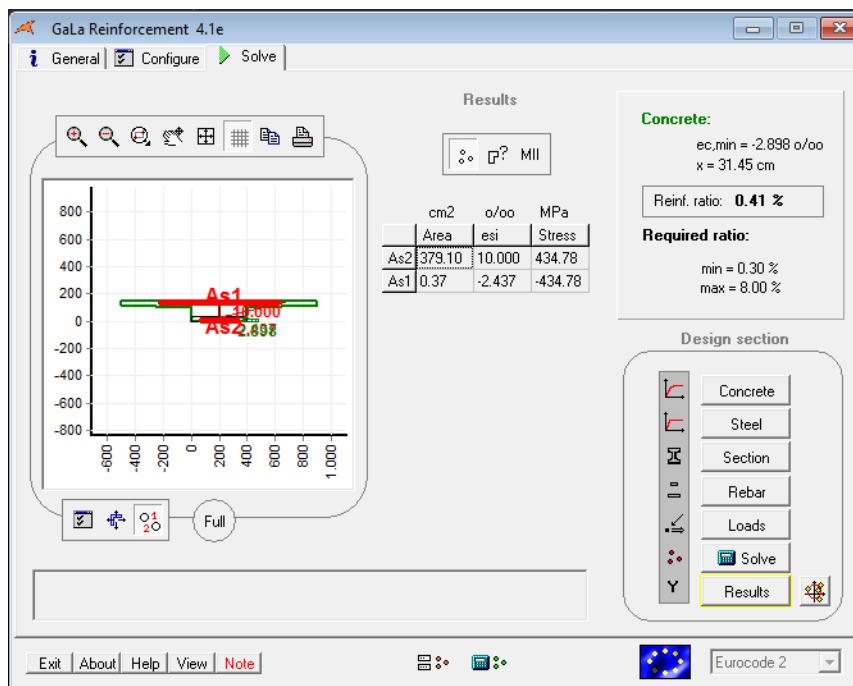 GaLa Reinforcement 4.1e
General Configure Solve
Results
MII
cm2 o/oo MPa
Area esi Stress
As2 379.10 10.000 434.78
As1 0.37 -2.437 -434.78
Concrete:
ec,min = -2.898 o/oo
x = 31.45 cm
Reinf. ratio: 0.41 %
Required ratio:
min = 0.30 %
max = 8.00 %
800
600
400
200
0
-200
-400
-600
-800
-600 -400 -200 0 200 400 600 800 1.000
As1
10.000
As2
Full
Design section
Concrete
Steel
Section
Rebar
Loads
Solve
Results
Exit About Help View Note
Eurocode 2